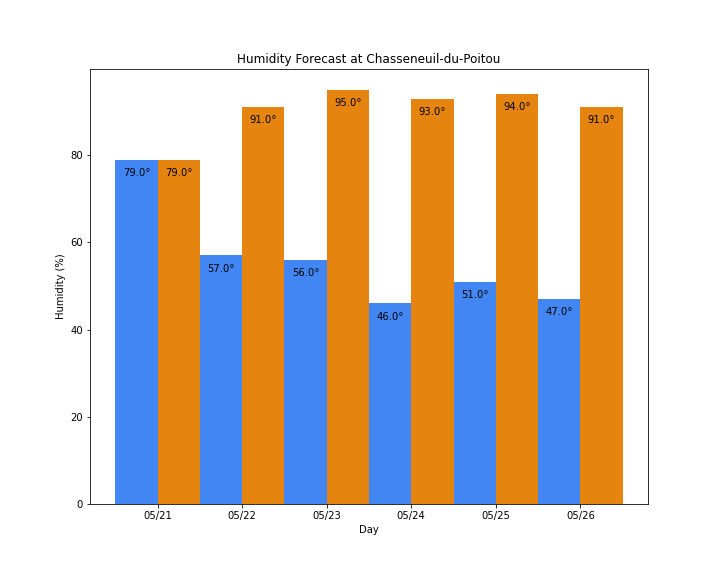 Humidity Forecast at Chasseneuil-du-Poitou
Humidity (%)
80
60
40
20
0
79.0° 79.0°
57.0° 91.0°
56.0° 95.0°
46.0° 93.0°
51.0° 94.0°
47.0° 91.0°
05/21 05/22 05/23 05/24 05/25 05/26
Day